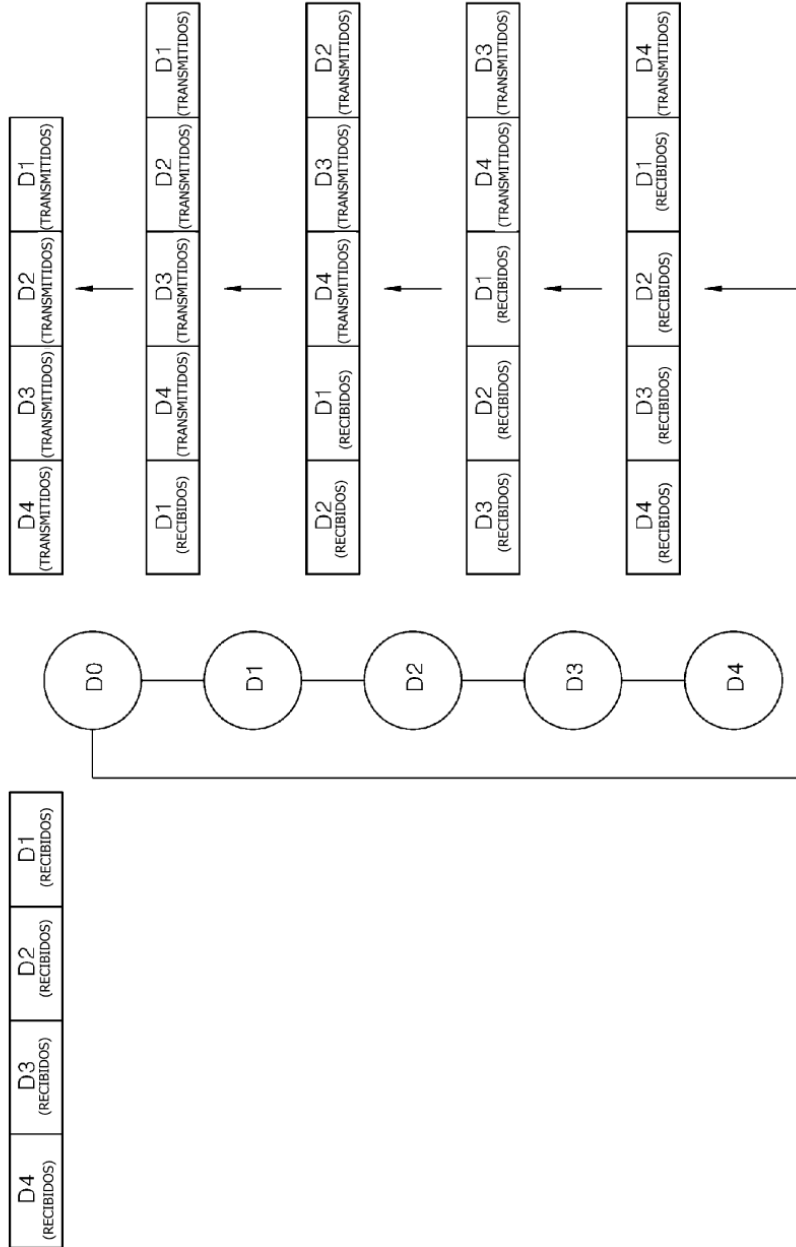 D4
(RECIBIDOS)
D3
(RECIBIDOS)
D2
(RECIBIDOS)
D1
(RECIBIDOS)
D4
(TRANSMITIDOS)
D3
(TRANSMITIDOS)
D2
(TRANSMITIDOS)
D1
(TRANSMITIDOS)
D0
D1
(RECIBIDOS)
D4
(TRANSMITIDOS)
D3
(TRANSMITIDOS)
D2
(TRANSMITIDOS)
D1
(TRANSMITIDOS)
D1
D2
(RECIBIDOS)
D1
(RECIBIDOS)
D4
(TRANSMITIDOS)
D3
(TRANSMITIDOS)
D2
(TRANSMITIDOS)
D2
D3
(RECIBIDOS)
D2
(RECIBIDOS)
D1
(RECIBIDOS)
D4
(TRANSMITIDOS)
D3
(TRANSMITIDOS)
D3
D4
(RECIBIDOS)
D3
(RECIBIDOS)
D2
(RECIBIDOS)
D1
(RECIBIDOS)
D4
(TRANSMITIDOS)
D4